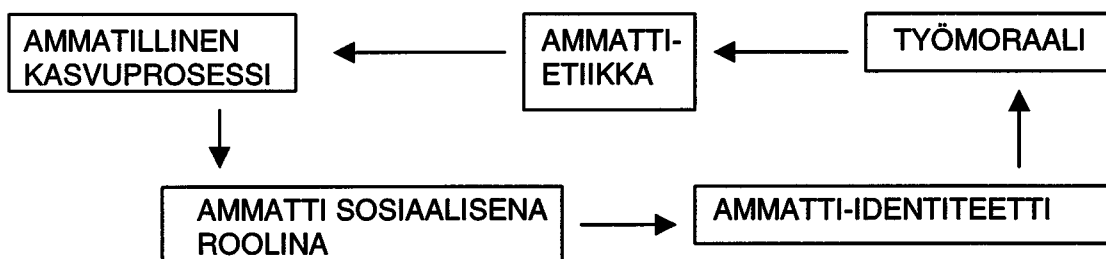 AMMATILLINEN
KASVUPROSESSI
AMMATTI-
ETIIKKA
TYÖMORAALI
AMMATTI SOSIAALISENA
ROOLINA
AMMATTI-IDENTITEETTI